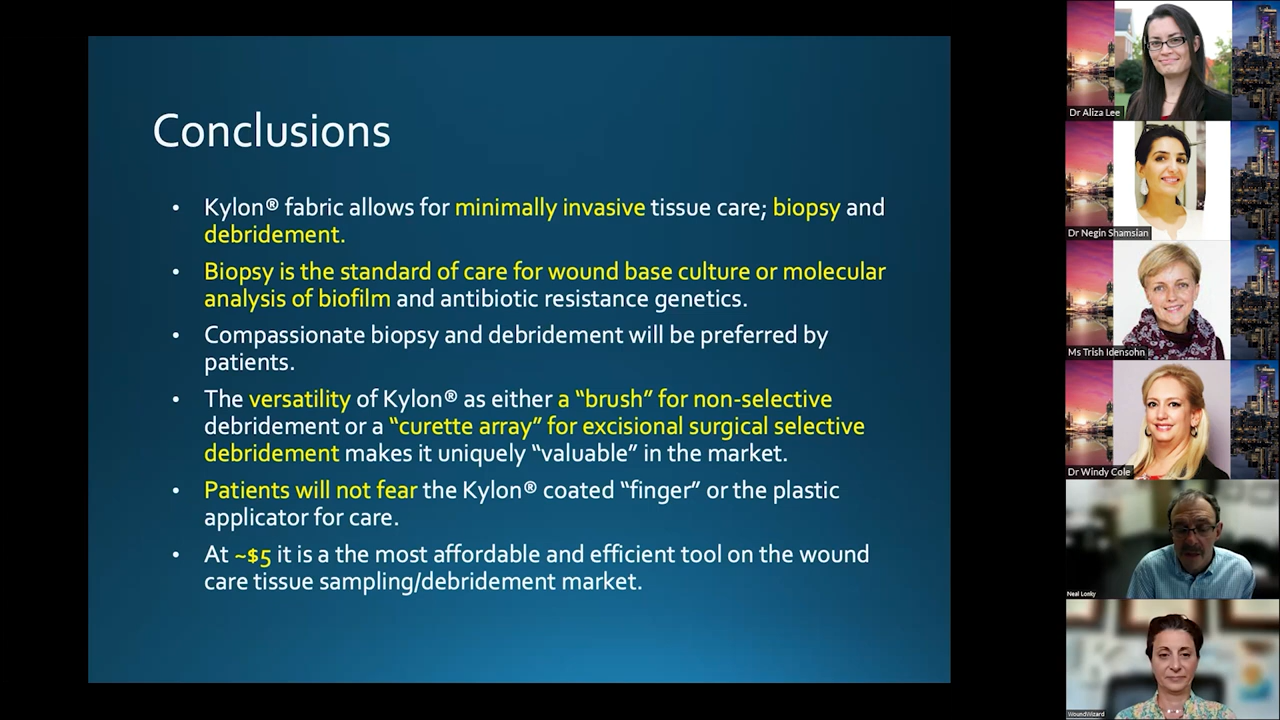 Conclusions
• Kylon® fabric allows for minimally invasive tissue care; biopsy and
debridement.
• Biopsy is the standard of care for wound base culture or molecular
analysis of biofilm and antibiotic resistance genetics.
• Compassionate biopsy and debridement will be preferred by
patients.
• The versatility of Kylon® as either a “brush” for non-selective
debridement or a “curette array” for excisional surgical selective
debridement makes it uniquely “valuable” in the market.
• Patients will not fear the Kylon® coated “finger” or the plastic
applicator for care.
• At ~$5 it is a the most affordable and efficient tool on the wound
care tissue sampling/debridement market.
Dr Aliza Lee
Dr Negin Shamsian
Ms Trish Idensohn
Dr Windy Cole
Neal Lonky
WoundWizard